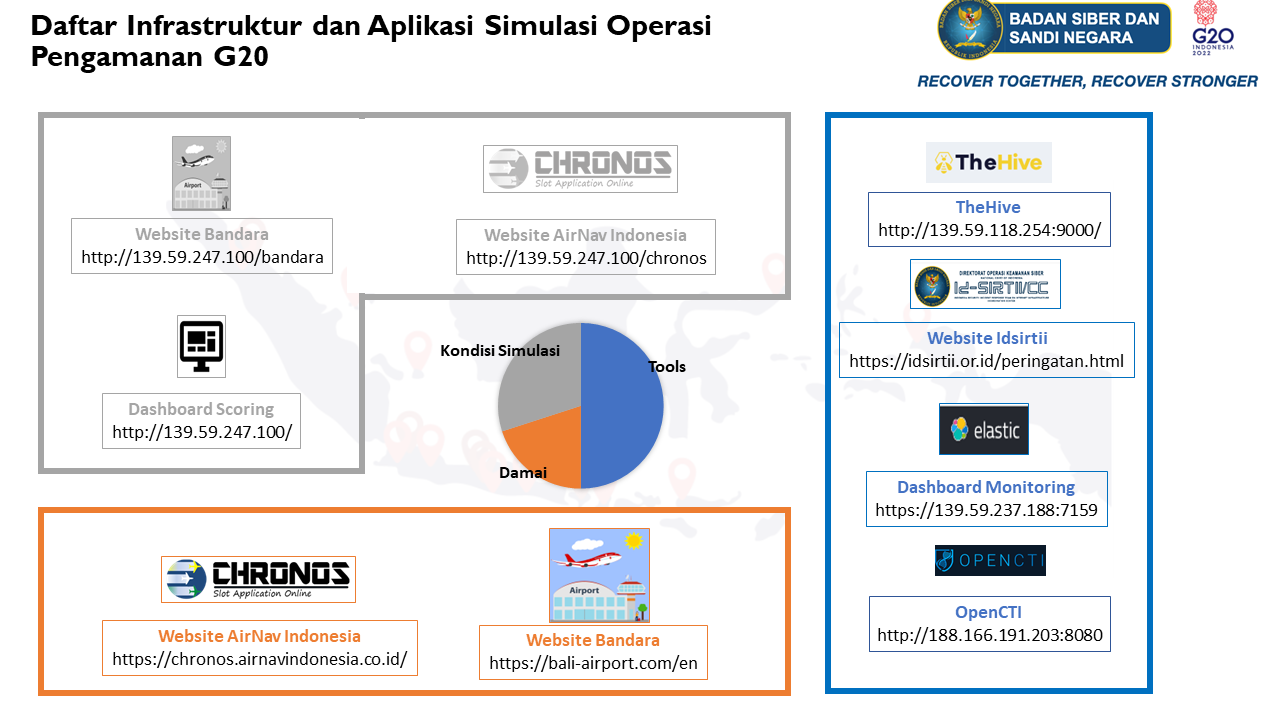 Daftar Infrastruktur dan Aplikasi Simulasi Operasi
Pengamanan G20
BADAN SIBER DAN
SANDI NEGARA
G20
INDONESIA
2022
RECOVER TOGETHER, RECOVER STRONGER
Airport
Website Bandara
http://139.59.247.100/bandara
CHRONOS
Slot Application Online
Website AirNav Indonesia
http://139.59.247.100/chronos
Dashboard Scoring
http://139.59.247.100/
Kondisi Simulasi
Tools
Damai
CHRONOS
Slot Application Online
Website AirNav Indonesia
https://chronos.airnavindonesia.co.id/
Airport
Website Bandara
https://bali-airport.com/en
TheHive
TheHive
http://139.59.118.254:9000/
DIREKTORAT OPERASI KEAMANAN SIBER
Id-SIRTII/CC
Website Idsirtii
https://idsirtii.or.id/peringatan.html
elastic
Dashboard Monitoring
https://139.59.237.188:7159
OPENCTI
OpenCTI
http://188.166.191.203:8080